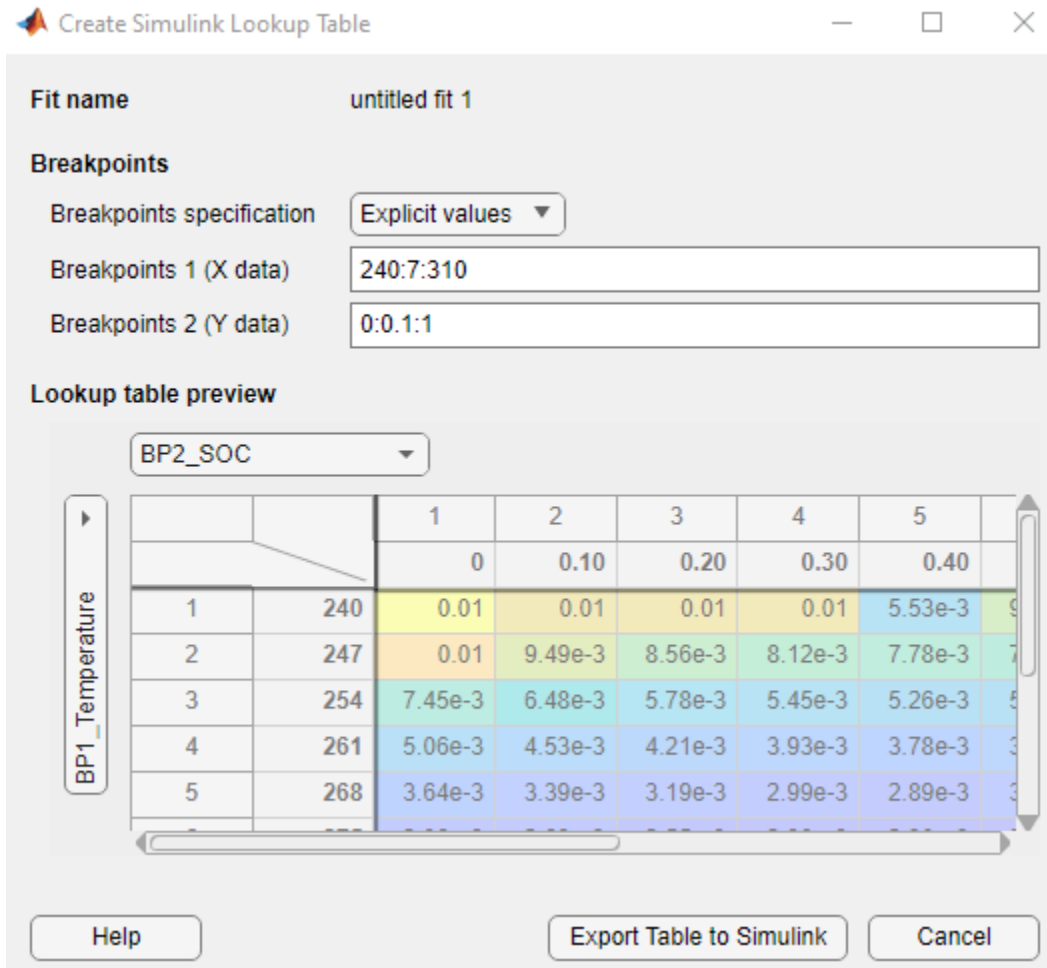 Create Simulink Lookup Table
Fit name untitled fit 1
Breakpoints
Breakpoints specification Explicit values
Breakpoints 1 (X data) 240:7:310
Breakpoints 2 (Y data) 0:0.1:1
Lookup table preview
BP2_SOC
BP1_Temperature
1 2 3 4 5
0 0.10 0.20 0.30 0.40
1 240 0.01 0.01 0.01 0.01 5.53e-3
2 247 0.01 9.49e-3 8.56e-3 8.12e-3 7.78e-3
3 254 7.45e-3 6.48e-3 5.78e-3 5.45e-3 5.26e-3
4 261 5.06e-3 4.53e-3 4.21e-3 3.93e-3 3.78e-3
5 268 3.64e-3 3.39e-3 3.19e-3 2.99e-3 2.89e-3
Help Export Table to Simulink Cancel